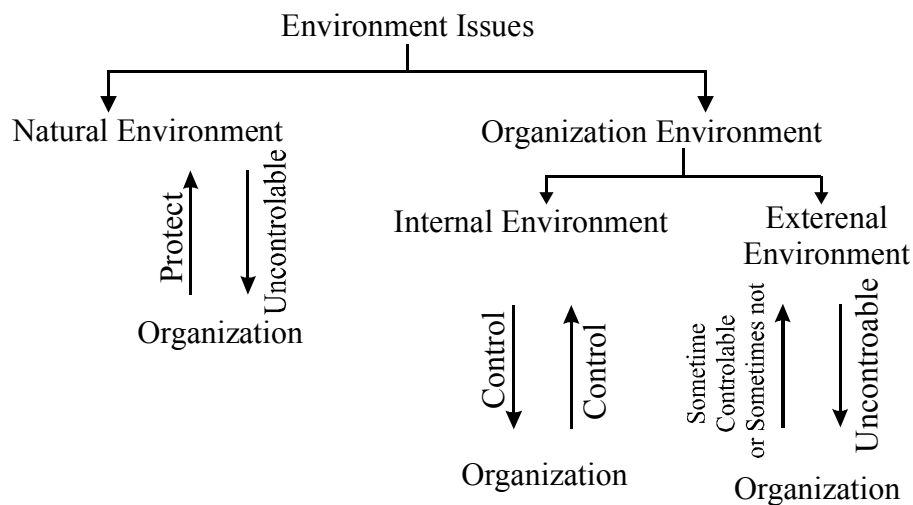 Environment Issues
Natural Environment
Organization Environment
Protect
Uncontrolable
Organization
Internal Environment
Exterenal
Environment
Control
Control
Organization
Sometime
Controlable
or Sometimes not
Uncontroable
Organization